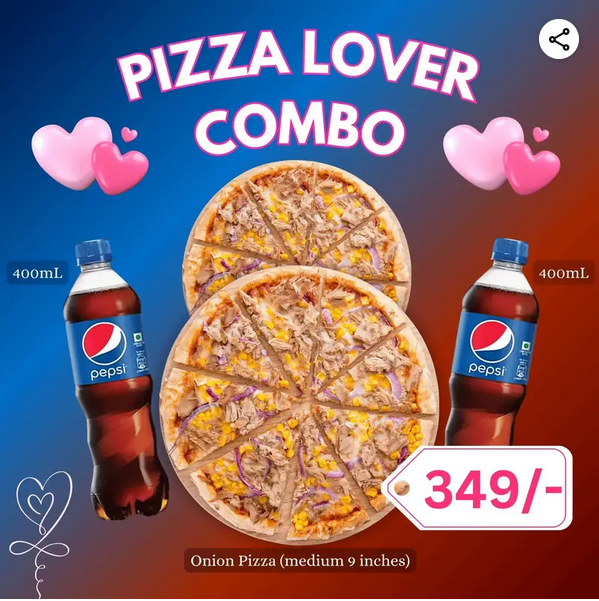 PIZZA LOVER
COMBO
400mL
400mL
pepsi
pepsi
349/-
Onion Pizza (medium 9 inches)